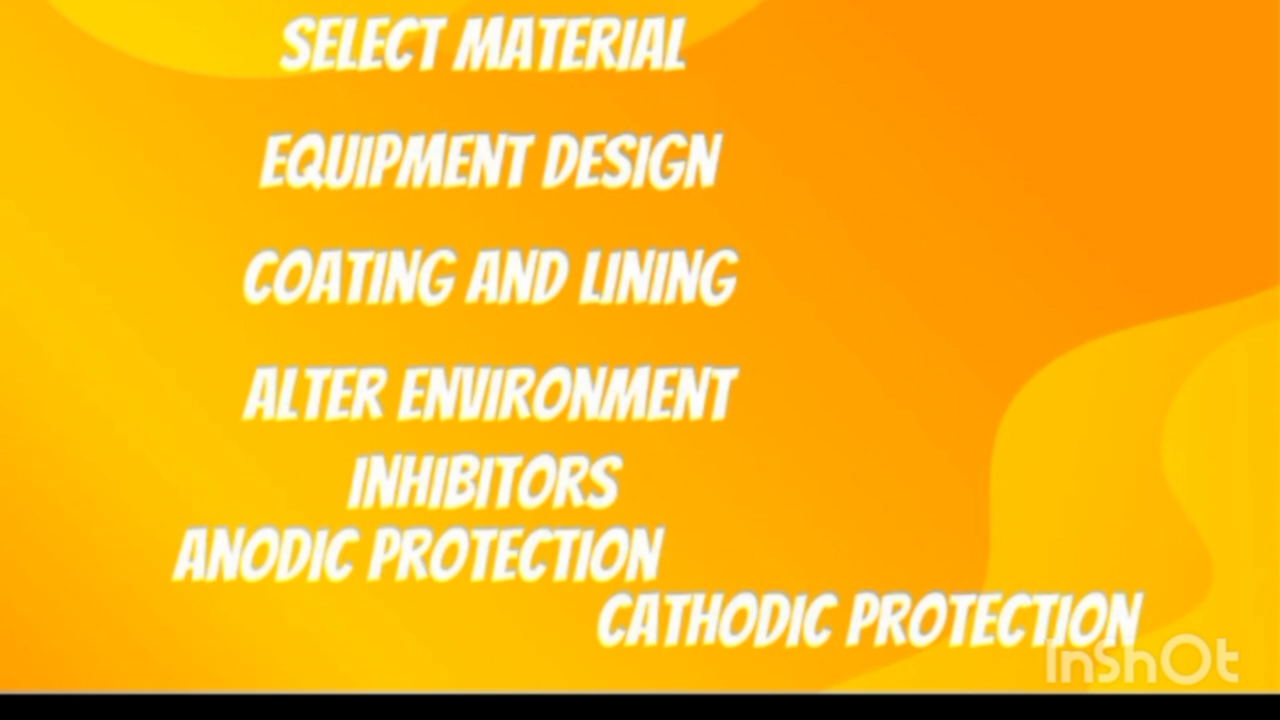 SELECT MATERIAL
EQUIPMENT DESIGN
COATING AND LINING
ALTER ENVIRONMENT
INHIBITORS
ANODIC PROTECTION
CATHODIC PROTECTION
InShOt